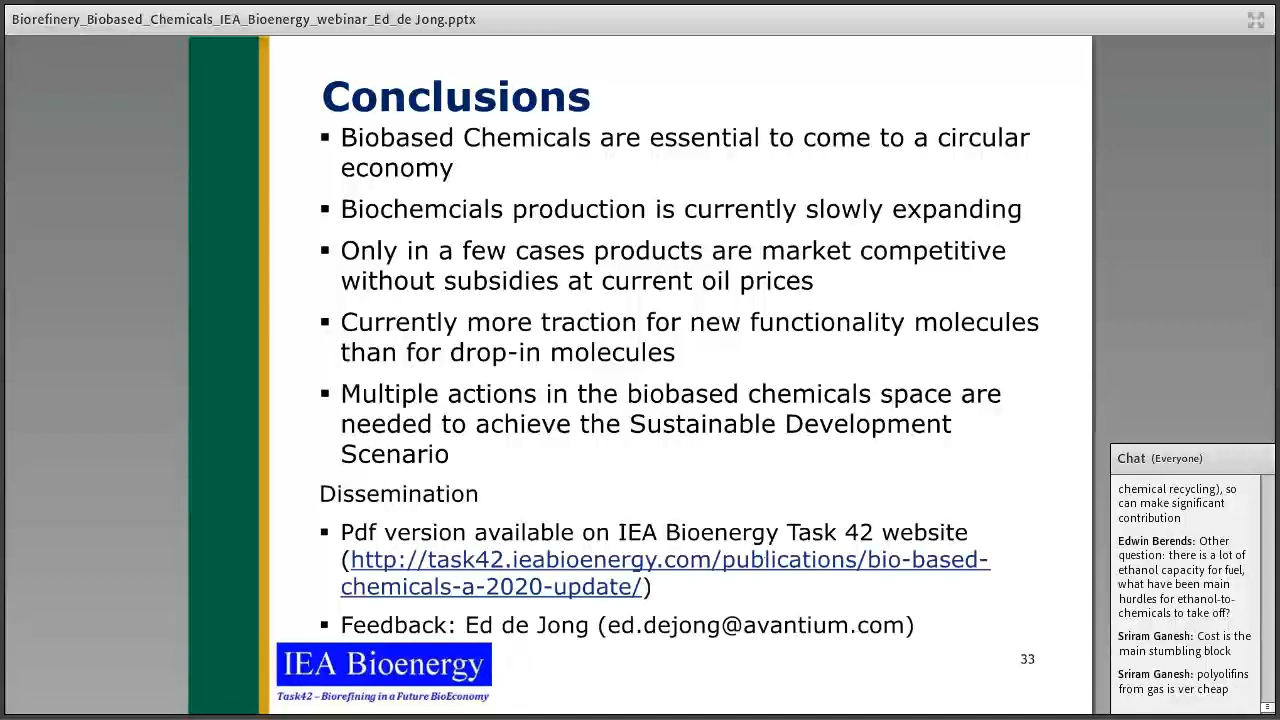 Biorefinery_Biobased_Chemicals_IEA_Bioenergy_webinar_Ed_de Jong.pptx
Conclusions
▪ Biobased Chemicals are essential to come to a circular
economy
▪ Biochemcials production is currently slowly expanding
▪ Only in a few cases products are market competitive
without subsidies at current oil prices
▪ Currently more traction for new functionality molecules
than for drop-in molecules
▪ Multiple actions in the biobased chemicals space are
needed to achieve the Sustainable Development
Scenario
Dissemination
▪ Pdf version available on IEA Bioenergy Task 42 website
(http://task42.ieabioenergy.com/publications/bio-based-
chemicals-a-2020-update/)
▪ Feedback: Ed de Jong (ed.dejong@avantium.com)
IEA Bioenergy
Task42 – Biorefining in a Future BioEconomy
33
Chat (Everyone)
chemical recycling), so
can make significant
contribution
Edwin Berends: Other
question: there is a lot of
ethanol capacity for fuel,
what have been main
hurdles for ethanol-to-
chemicals to take off?
Sriram Ganesh: Cost is the
main stumbling block
Sriram Ganesh: polyolifins
from gas is ver cheap